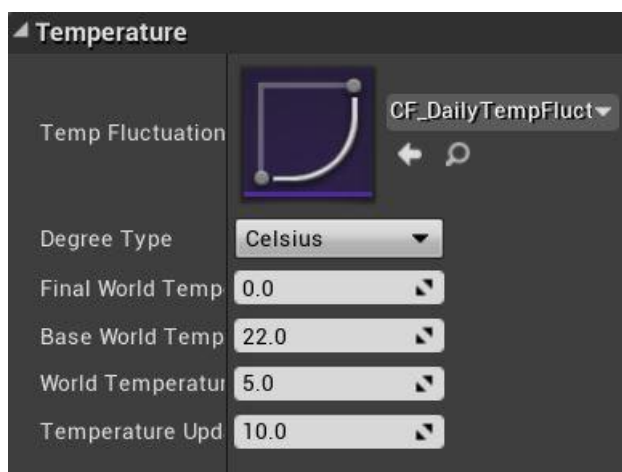 Temperature
Temp Fluctuation
CF_DailyTempFluct
Degree Type
Celsius
Final World Temp
0.0
Base World Temp
22.0
World Temperatur
5.0
Temperature Upd
10.0